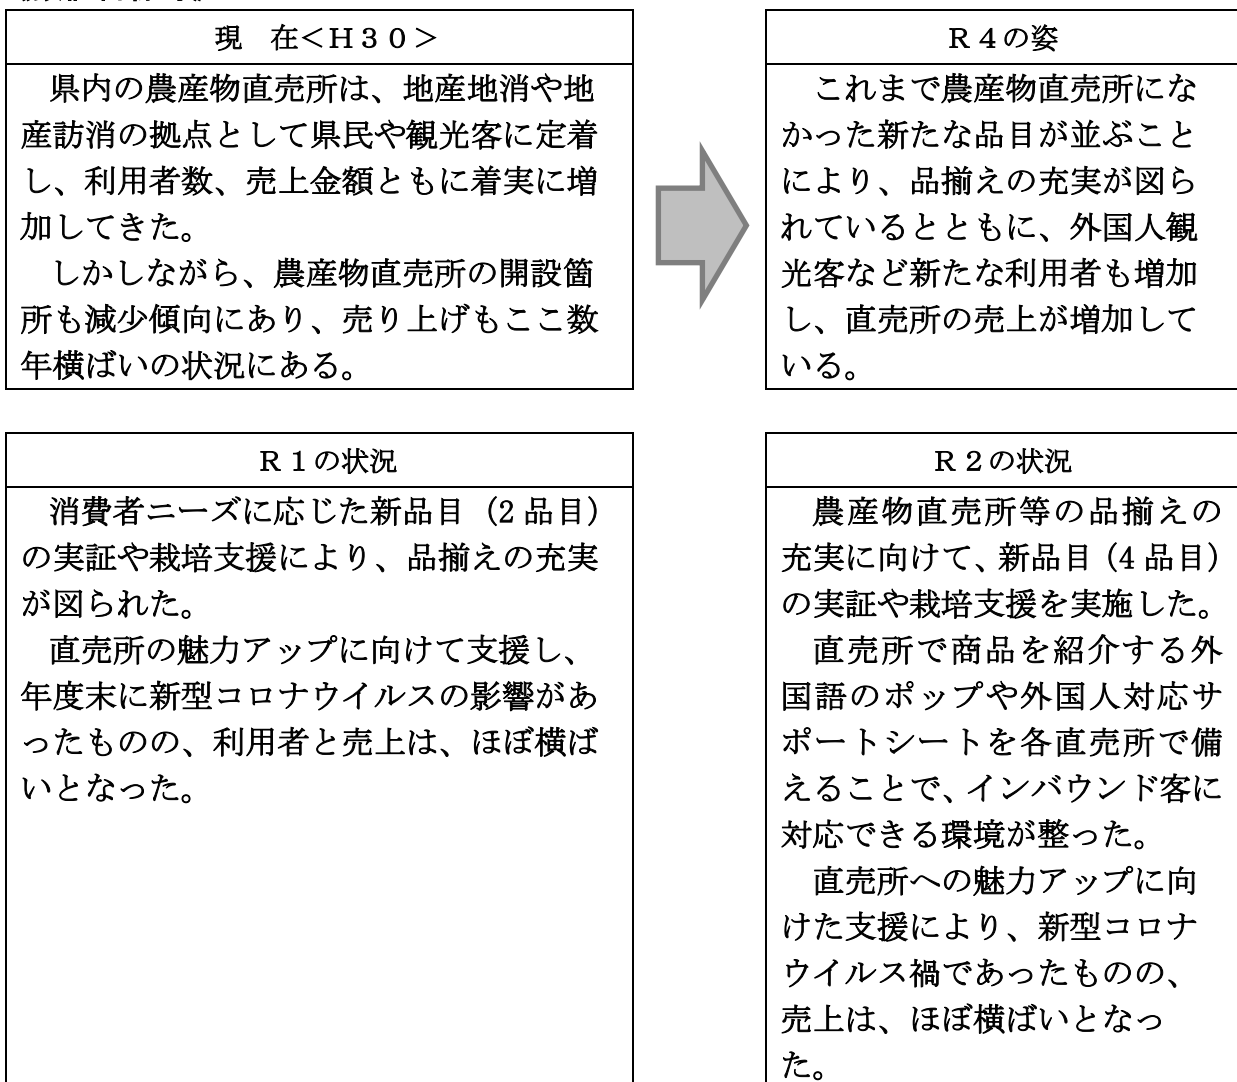 現　在＜Ｈ３０＞
県内の農産物直売所は、地産地消や地
産訪消の拠点として県民や観光客に定着
し、利用者数、売上金額ともに着実に増
加してきた。
しかしながら、農産物直売所の開設箇
所も減少傾向にあり、売り上げもここ数
年横ばいの状況にある。
Ｒ４の姿
これまで農産物直売所にな
かった新たな品目が並ぶこと
により、品揃えの充実が図ら
れているとともに、外国人観
光客など新たな利用者も増加
し、直売所の売上が増加して
いる。
Ｒ１の状況
消費者ニーズに応じた新品目（2 品目）
の実証や栽培支援により、品揃えの充実
が図られた。
直売所の魅力アップに向けて支援し、
年度末に新型コロナウイルスの影響があ
ったものの、利用者と売上は、ほぼ横ば
いとなった。
Ｒ２の状況
農産物直売所等の品揃えの
充実に向けて、新品目（4 品目）
の実証や栽培支援を実施した。
直売所で商品を紹介する外
国語のポップや外国人対応サ
ポートシートを各直売所で備
えることで、インバウンド客に
対応できる環境が整った。
直売所への魅力アップに向
けた支援により、新型コロナ
ウイルス禍であったものの、
売上は、ほぼ横ばいとなっ
た。